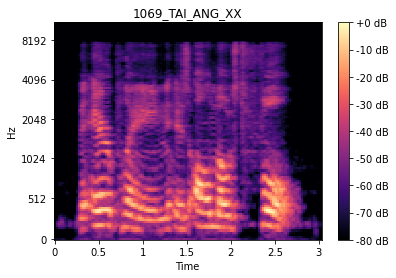 1069_TAI_ANG_XX
8192
4096
2048
1024
512
0
Hz
0 0.5 1 1.5 2 2.5 3
Time
+0 dB
-10 dB
-20 dB
-30 dB
-40 dB
-50 dB
-60 dB
-70 dB
-80 dB